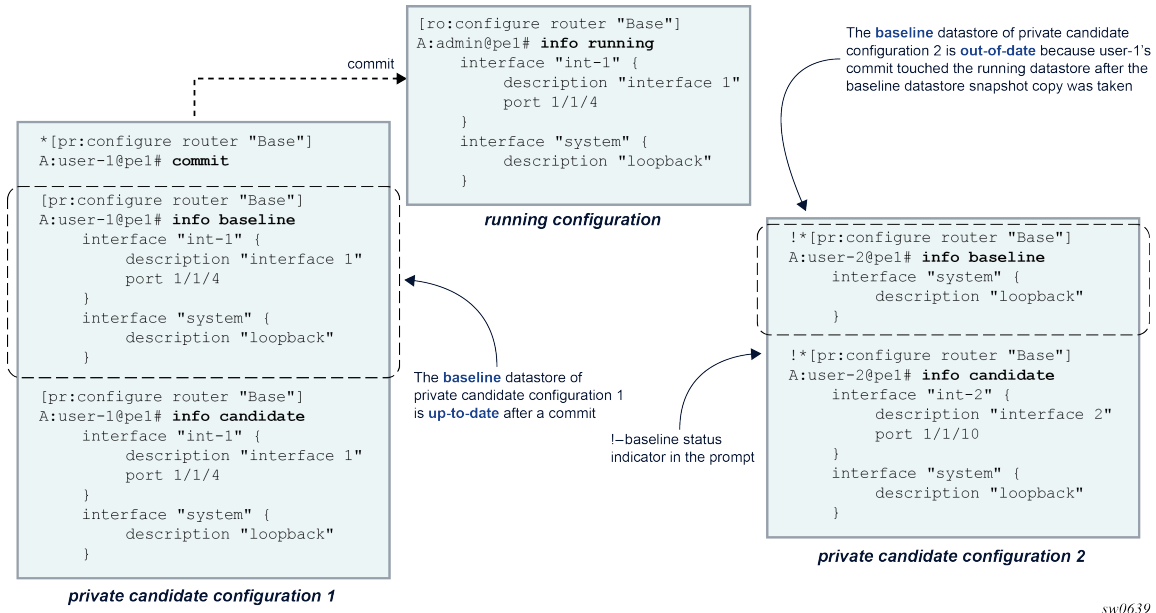 commit
[ro:configure router "Base"]
A:admin@pe1# info running
interface "int-1" {
description "interface 1"
port 1/1/4
}
interface "system" {
description "loopback"
}
running configuration
*[pr:configure router "Base"]
A:user-1@pe1# commit
[pr:configure router "Base"]
A:user-1@pe1# info baseline
interface "int-1" {
description "interface 1"
port 1/1/4
}
interface "system" {
description "loopback"
}
[pr:configure router "Base"]
A:user-1@pe1# info candidate
interface "int-1" {
description "interface 1"
port 1/1/4
}
interface "system" {
description "loopback"
}
private candidate configuration 1
The baseline datastore of
private candidate configuration 1
is up-to-date after a commit
The baseline datastore of private candidate
configuration 2 is out-of-date because user-1's
commit touched the running datastore after the
baseline datastore snapshot copy was taken
!*[pr:configure router "Base"]
A:user-2@pe1# info baseline
interface "system" {
description "loopback"
}
!*[pr:configure router "Base"]
A:user-2@pe1# info candidate
interface "int-2" {
description "interface 2"
port 1/1/10
}
interface "system" {
description "loopback"
}
!–baseline status
indicator in the prompt
private candidate configuration 2
sw0639